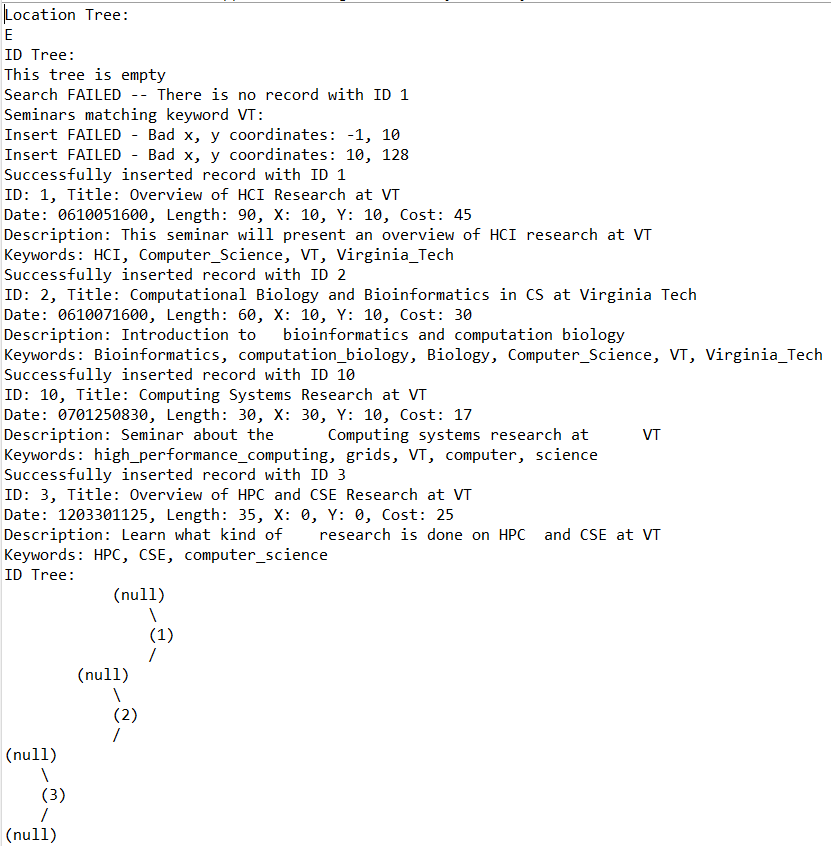 Location Tree:
E
ID Tree:
This tree is empty
Search FAILED -- There is no record with ID 1
Seminars matching keyword VT:
Insert FAILED - Bad x, y coordinates: -1, 10
Insert FAILED - Bad x, y coordinates: 10, 128
Successfully inserted record with ID 1
ID: 1, Title: Overview of HCI Research at VT
Date: 0610051600, Length: 90, X: 10, Y: 10, Cost: 45
Description: This seminar will present an overview of HCI research at VT
Keywords: HCI, Computer_Science, VT, Virginia_Tech
Successfully inserted record with ID 2
ID: 2, Title: Computational Biology and Bioinformatics in CS at Virginia Tech
Date: 0610071600, Length: 60, X: 10, Y: 10, Cost: 30
Description: Introduction to   bioinformatics and computation biology
Keywords: Bioinformatics, computation_biology, Biology, Computer_Science, VT, Virginia_Tech
Successfully inserted record with ID 10
ID: 10, Title: Computing Systems Research at VT
Date: 0701250830, Length: 30, X: 30, Y: 10, Cost: 17
Description: Seminar about the      Computing systems research at      VT
Keywords: high_performance_computing, grids, VT, computer, science
Successfully inserted record with ID 3
ID: 3, Title: Overview of HPC and CSE Research at VT
Date: 1203301125, Length: 35, X: 0, Y: 0, Cost: 25
Description: Learn what kind of    research is done on HPC  and CSE at VT
Keywords: HPC, CSE, computer_science
ID Tree:
            (null)
                \
                (1)
                /
        (null)
            \
            (2)
            /
(null)
    \
    (3)
    /
(null)